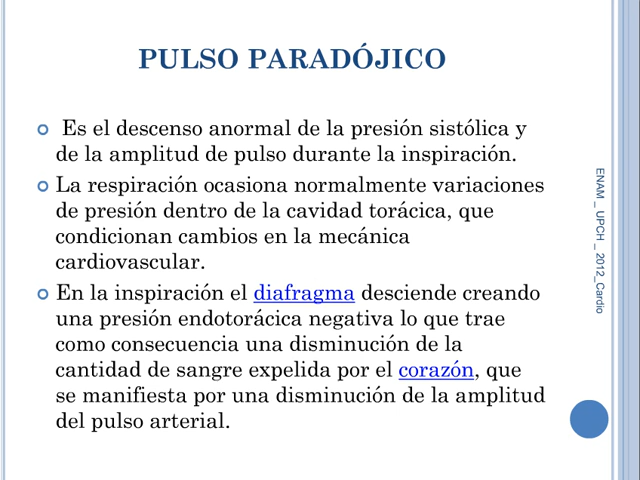 PULSO PARADÓJICO
Es el descenso anormal de la presión sistólica y
de la amplitud de pulso durante la inspiración.
La respiración ocasiona normalmente variaciones
de presión dentro de la cavidad torácica, que
condicionan cambios en la mecánica
cardiovascular.
En la inspiración el diafragma desciende creando
una presión endotorácica negativa lo que trae
como consecuencia una disminución de la
cantidad de sangre expelida por el corazón, que
se manifiesta por una disminución de la amplitud
del pulso arterial.
ENAM _ UPCH _ 2012_Cardio